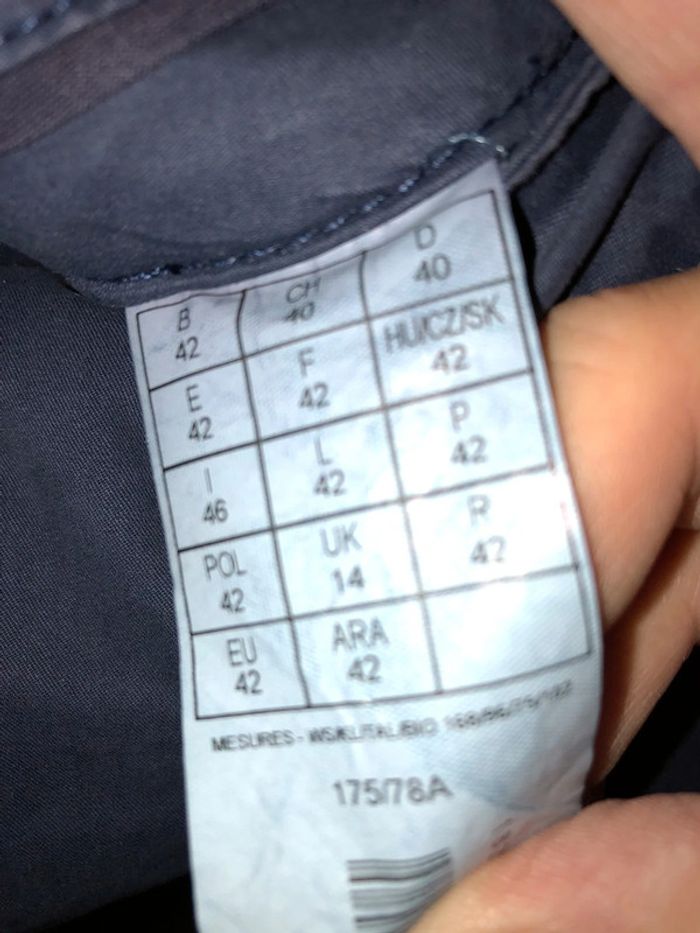 B CH D
42 40 40
E F HU/CZ/SK
42 42 42
I L P
46 42 42
POL UK R
42 14 42
EU ARA
42 42
MESURES -
175/78A